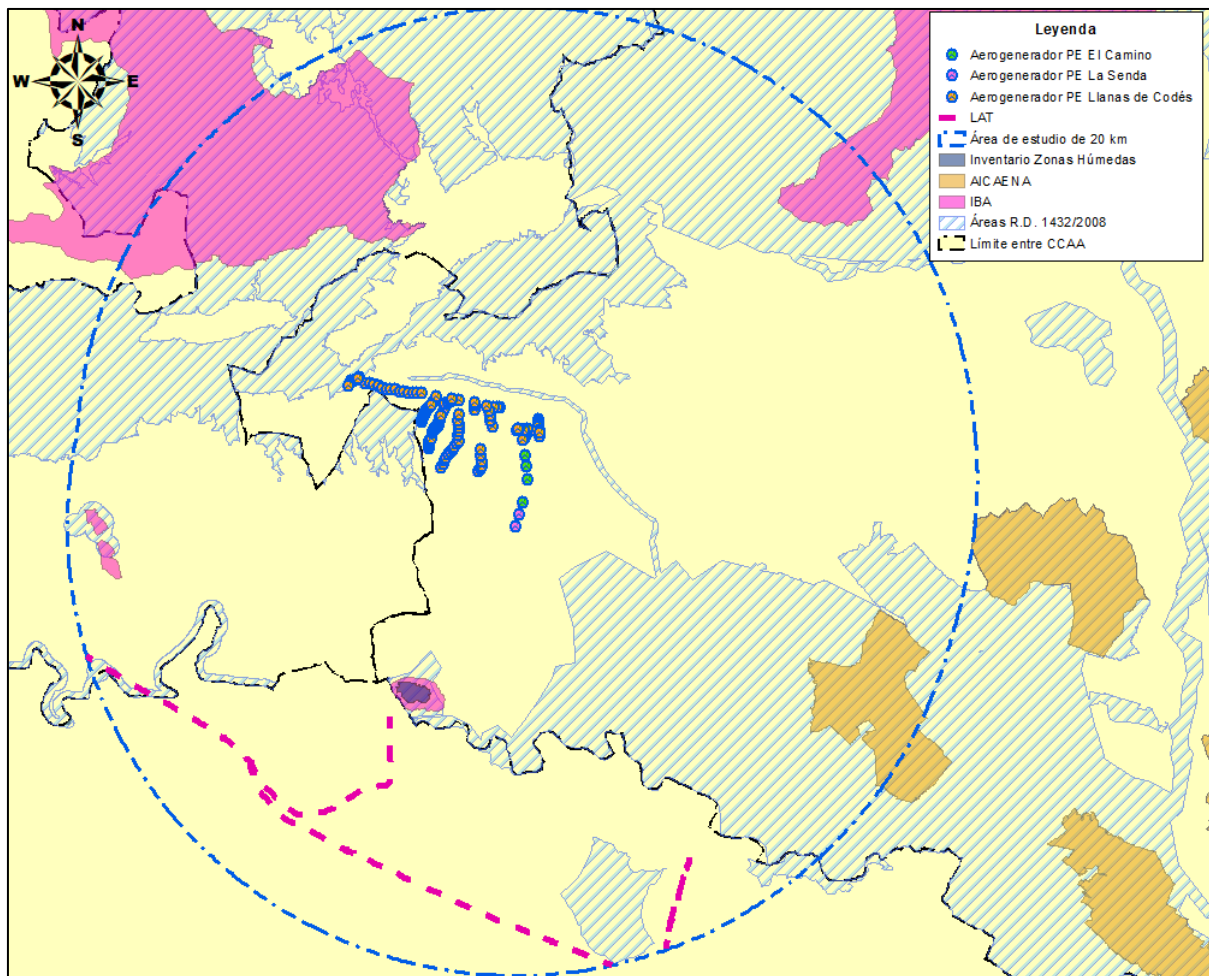 N
W E
S
Leyenda
Aerogenerador PE El Camino
Aerogenerador PE La Senda
Aerogenerador PE Llanas de Codés
LAT
Área de estudio de 20 km
Inventario Zonas Húmedas
AICAENA
IBA
Áreas R.D. 1432/2008
Límite entre CCAA